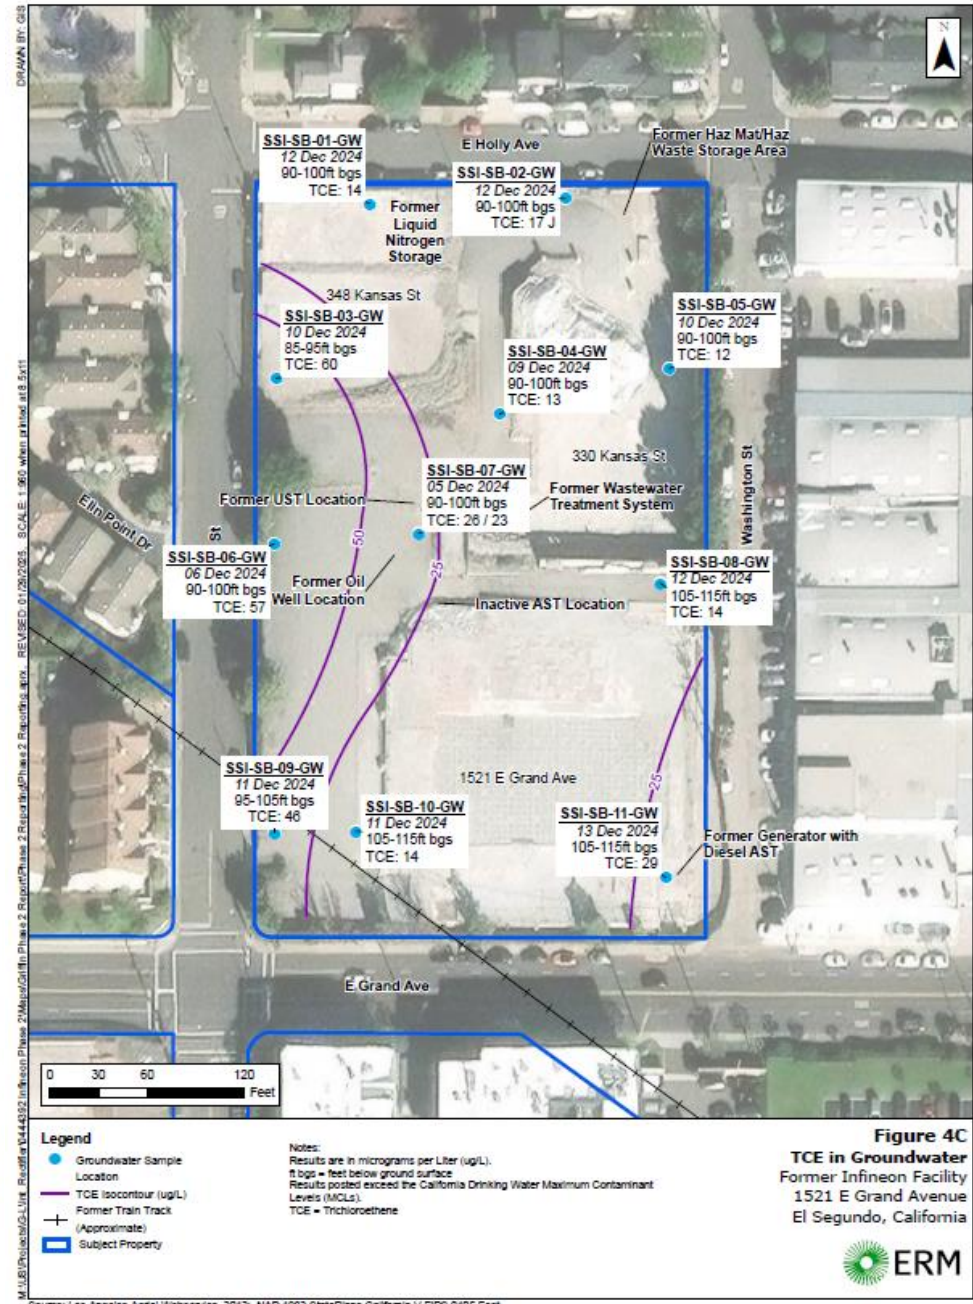 DRAWN BY: GIS
N
E Holly Ave
SSI-SB-01-GW
12 Dec 2024
90-100ft bgs
TCE: 14
Former Haz Mat/Haz
Waste Storage Area
SSI-SB-02-GW
12 Dec 2024
90-100ft bgs
TCE: 17 J
Former
Liquid
Nitrogen
Storage
348 Kansas St
SSI-SB-03-GW
10 Dec 2024
85-95ft bgs
TCE: 60
SSI-SB-05-GW
10 Dec 2024
90-100ft bgs
TCE: 12
SSI-SB-04-GW
09 Dec 2024
90-100ft bgs
TCE: 13
330 Kansas St
SSI-SB-07-GW
05 Dec 2024
90-100ft bgs
TCE: 26 / 23
Former UST Location
Former Wastewater
Treatment System
Washington St
Elm Point Dr
St
50
25
SSI-SB-06-GW
06 Dec 2024
90-100ft bgs
TCE: 57
Former Oil
Well Location
Inactive AST Location
SSI-SB-08-GW
12 Dec 2024
105-115ft bgs
TCE: 14
SSI-SB-09-GW
11 Dec 2024
95-105ft bgs
TCE: 46
1521 E Grand Ave
25
SSI-SB-10-GW
11 Dec 2024
105-115ft bgs
TCE: 14
SSI-SB-11-GW
13 Dec 2024
105-115ft bgs
TCE: 29
Former Generator with
Diesel AST
E Grand Ave
0 30 60 120
Feet
REVISED: 01/29/2025. SCALE: 1:960 when printed at 8.5x11
Legend
Groundwater Sample
Location
TCE Isocontour (ug/L)
Former Train Track
(Approximate)
Subject Property
Notes:
Results are in micrograms per Liter (ug/L).
ft bgs = feet below ground surface
Results posted exceed the California Drinking Water Maximum Contaminant
Levels (MCLs).
TCE = Trichloroethene
Figure 4C
TCE in Groundwater
Former Infineon Facility
1521 E Grand Avenue
El Segundo, California
ERM